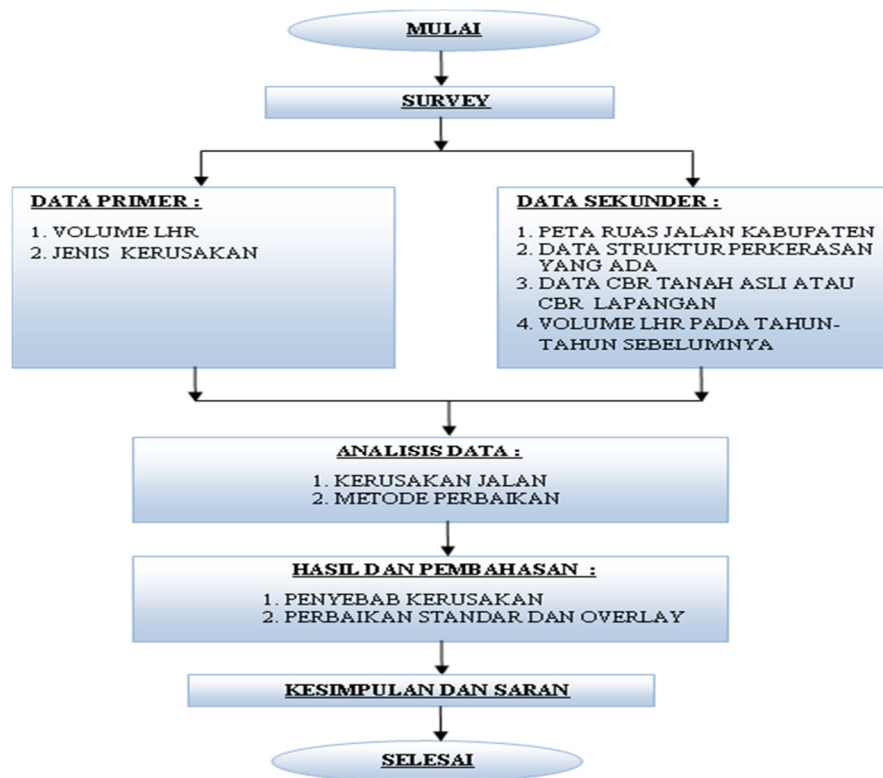 MULAI
SURVEY
DATA PRIMER :
1. VOLUME LHR
2. JENIS KERUSAKAN
DATA SEKUNDER :
1. PETA RUAS JALAN KABUPATEN
2. DATA STRUKTUR PERKERASAN
YANG ADA
3. DATA CBR TANAH ASLI ATAU
CBR LAPANGAN
4. VOLUME LHR PADA TAHUN-
TAHUN SEBELUMNYA
ANALISIS DATA :
1. KERUSAKAN JALAN
2. METODE PERBAIKAN
HASIL DAN PEMBAHASAN :
1. PENYEBAB KERUSAKAN
2. PERBAIKAN STANDAR DAN OVERLAY
KESIMPULAN DAN SARAN
SELESAI